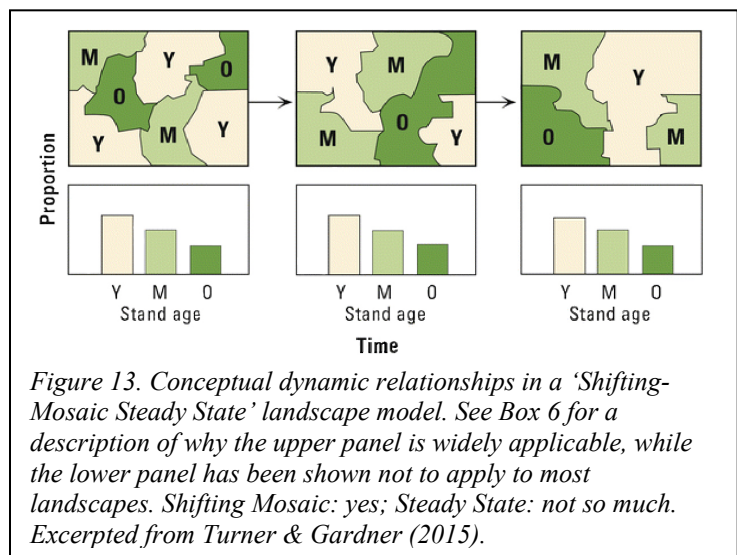 M Y O
O
Y M Y
Y M
O
M Y
M Y
O M
Proportion
Y M O
Stand age
Y M O
Stand age
Y M O
Stand age
Time
Figure 13. Conceptual dynamic relationships in a ‘Shifting-
Mosaic Steady State’ landscape model. See Box 6 for a
description of why the upper panel is widely applicable, while
the lower panel has been shown not to apply to most
landscapes. Shifting Mosaic: yes; Steady State: not so much.
Excerpted from Turner & Gardner (2015).